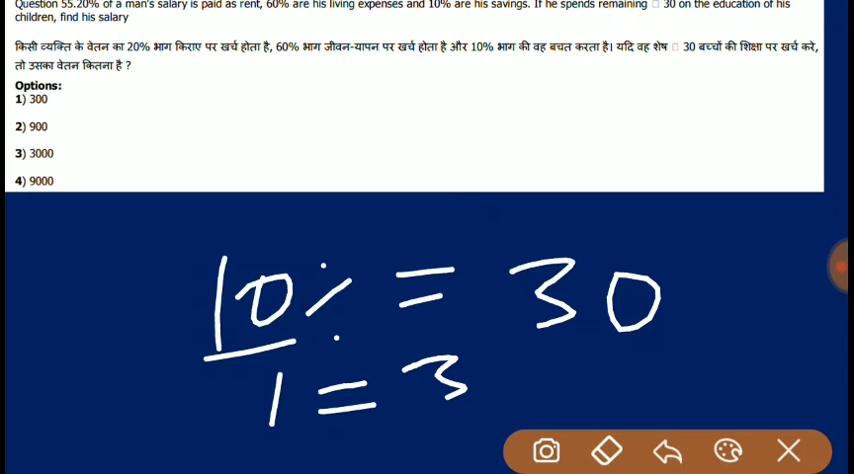 Question 55.20% of a man's salary is paid as rent, 60% are his living expenses and 10% are his savings. If he spends remaining □ 30 on the education of his
children, find his salary
किसी व्यक्ति के वेतन का 20% भाग किराए पर खर्च होता है, 60% भाग जीवन-यापन पर खर्च होता है और 10% भाग की वह बचत करता है। यदि वह शेष □ 30 बच्चों की शिक्षा पर खर्च करे,
तो उसका वेतन कितना है ?
Options:
1) 300
2) 900
3) 3000
4) 9000
10% = 30
1 = 3